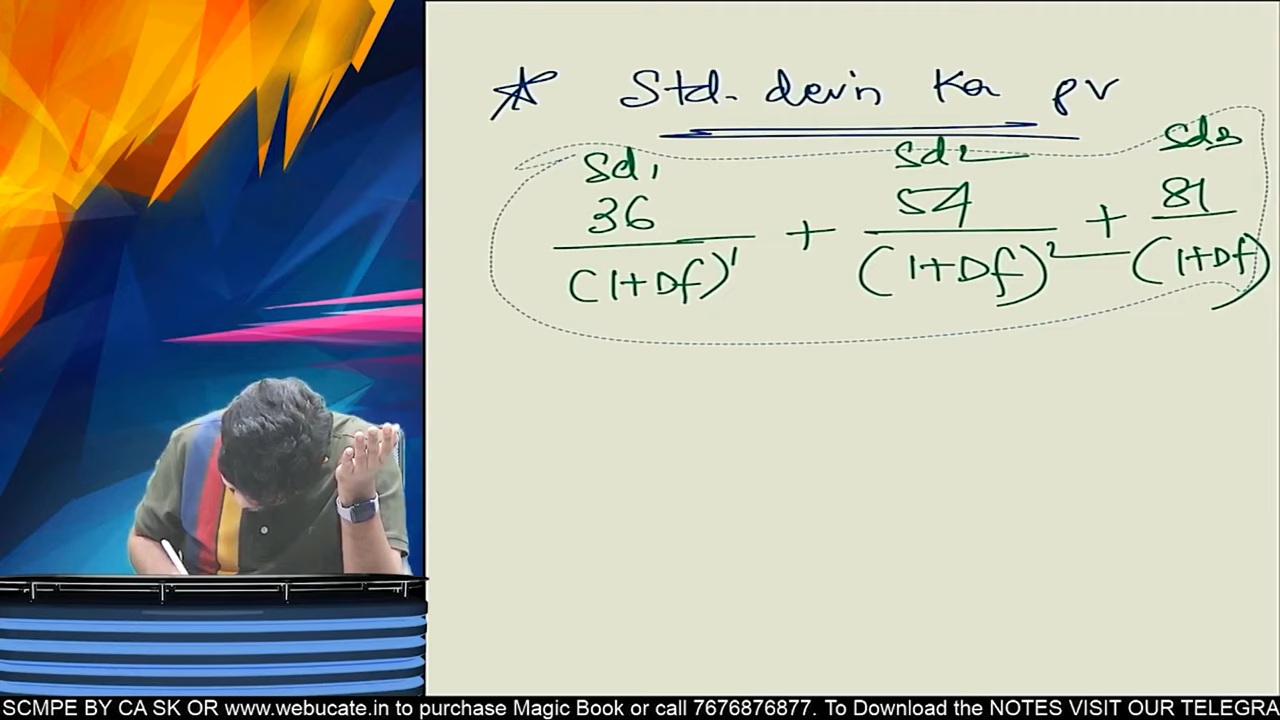 * Std. devin Ka PV
Sd1 Sd2 Sd3
36 + 54 + 81
(1+Df)^1 (1+Df)^2 (1+Df)
SCMPE BY CA SK OR www.webucate.in to purchase Magic Book or call 7676876877. To Download the NOTES VISIT OUR TELEGRA